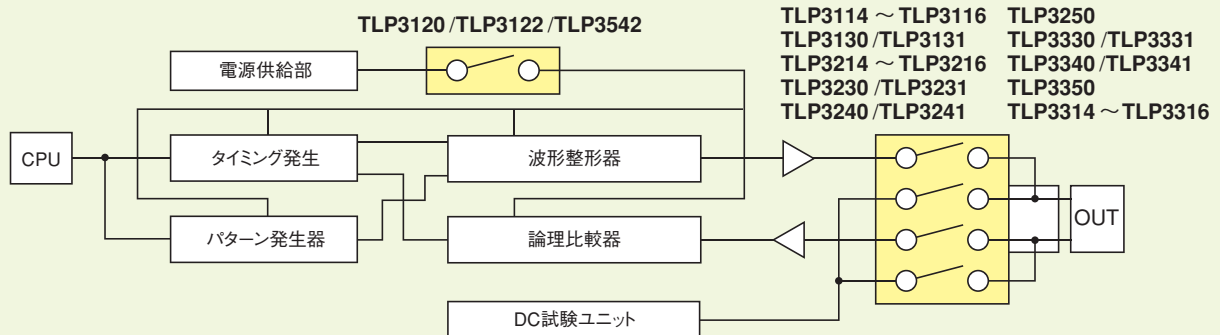 TLP3120 /TLP3122 /TLP3542
TLP3114 ～ TLP3116 TLP3250
TLP3130 /TLP3131 TLP3330 /TLP3331
TLP3214 ～ TLP3216 TLP3340 /TLP3341
TLP3230 /TLP3231 TLP3350
TLP3240 /TLP3241 TLP3314 ～ TLP3316
電源供給部
CPU
タイミング発生
波形整形器
パターン発生器
論理比較器
OUT
DC試験ユニット